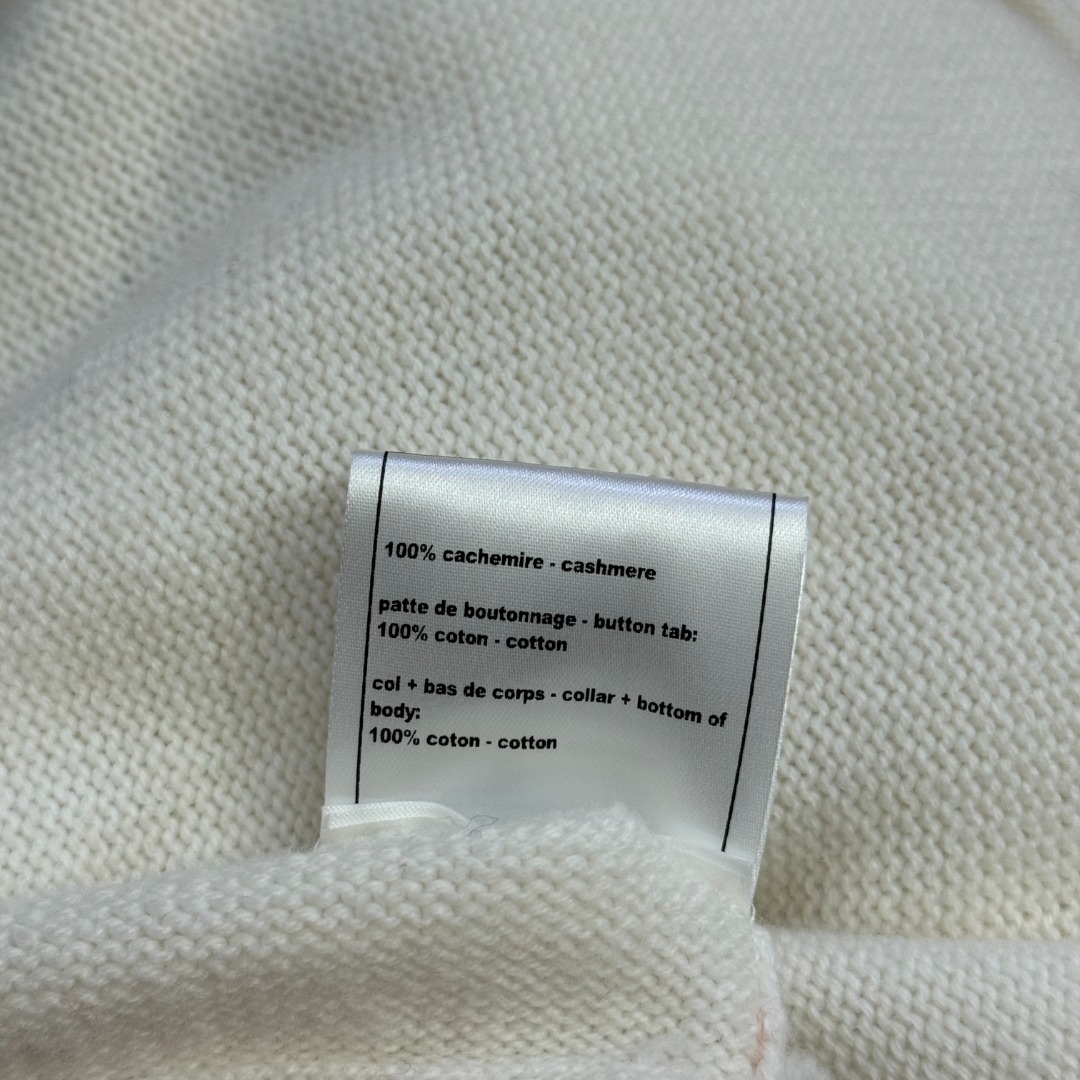 100% cachemire - cashmere
patte de boutonnage - button tab:
100% coton - cotton
col + bas de corps - collar + bottom of
body:
100% coton - cotton